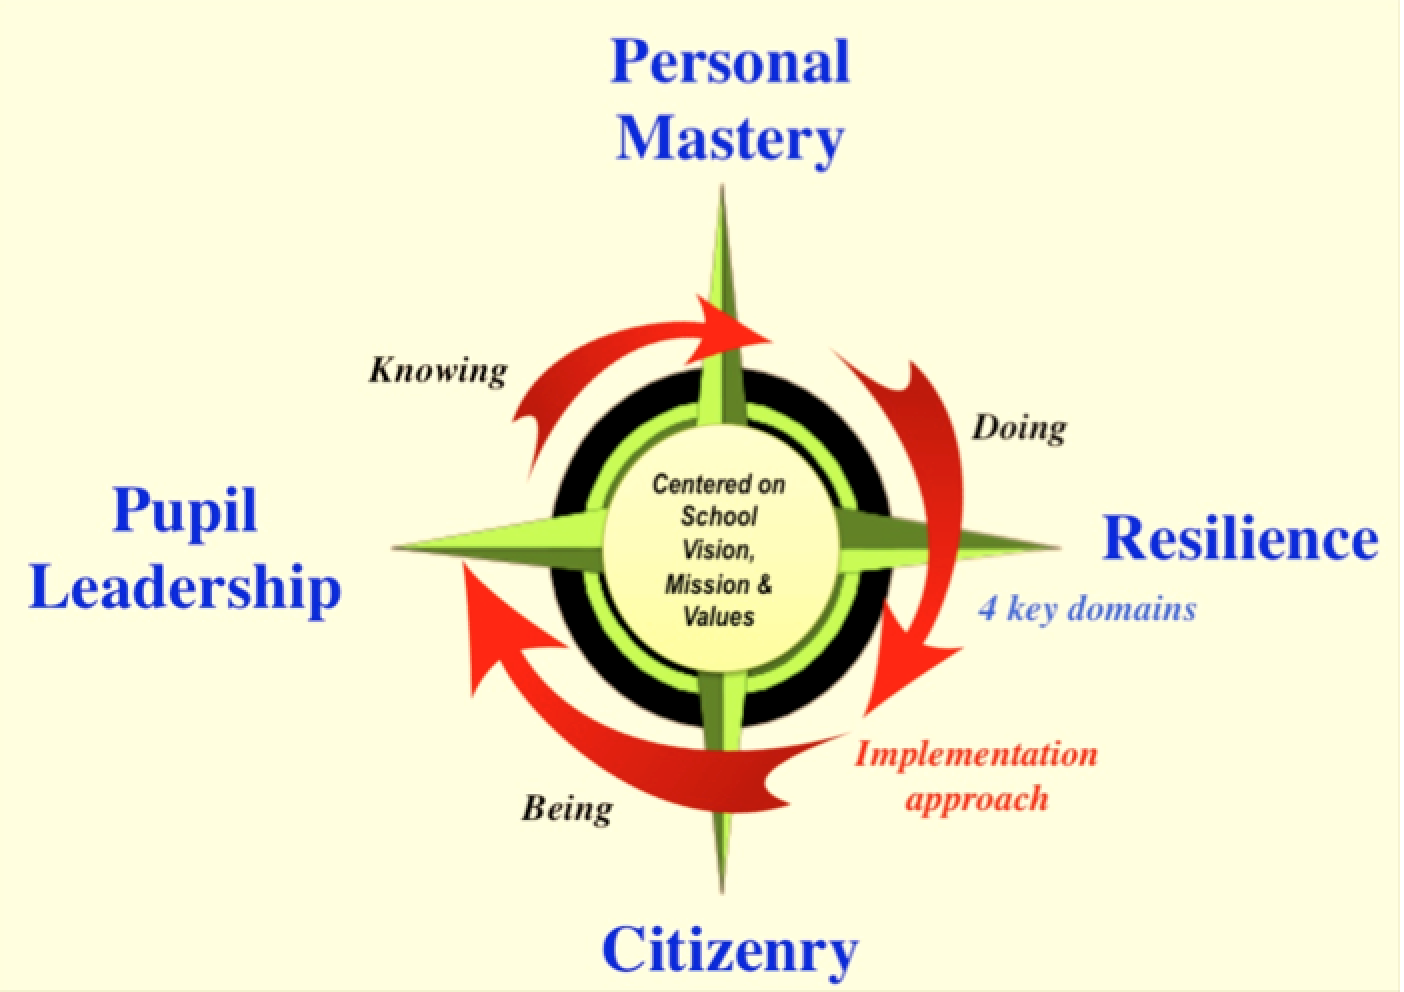 Personal
Mastery
Knowing
Doing
Centered on
School
Vision,
Mission &
Values
Pupil
Leadership
Resilience
4 key domains
Implementation
approach
Being
Citizenry